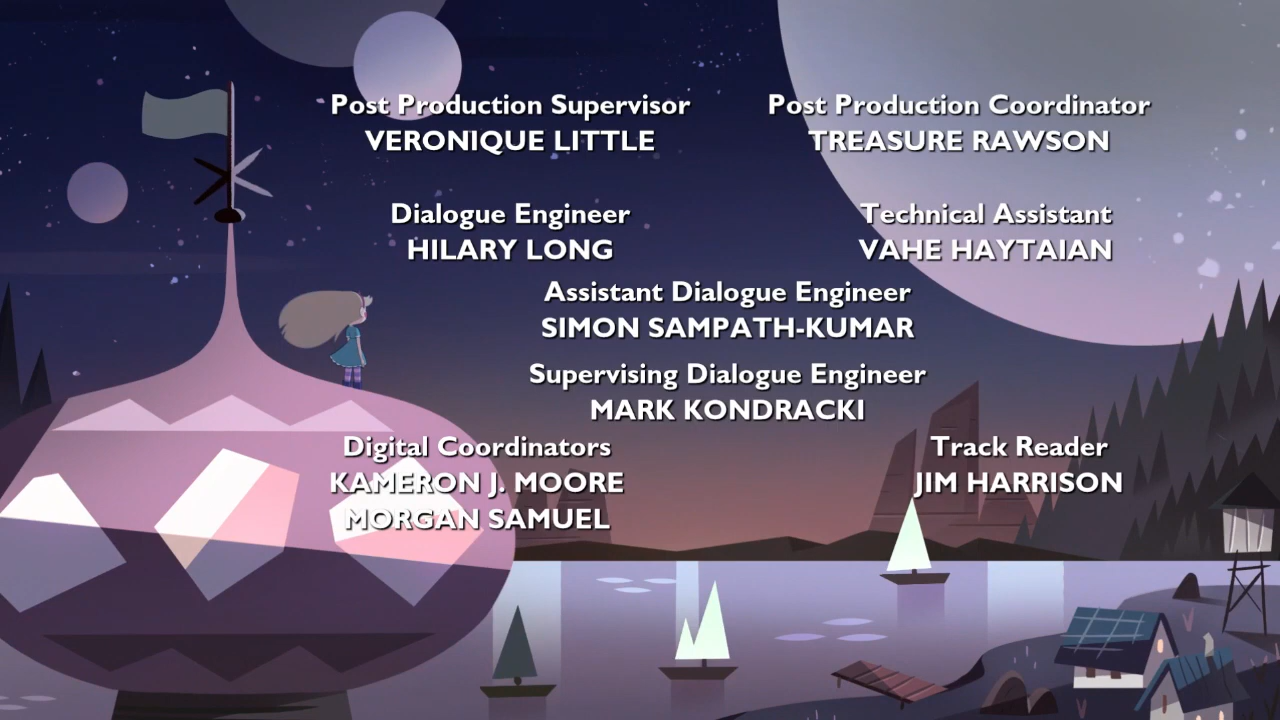 Post Production Supervisor
VERONIQUE LITTLE
Post Production Coordinator
TREASURE RAWSON
Dialogue Engineer
HILARY LONG
Technical Assistant
VAHE HAYTAIAN
Assistant Dialogue Engineer
SIMON SAMPATH-KUMAR
Supervising Dialogue Engineer
MARK KONDRACKI
Digital Coordinators
KAMERON J. MOORE
MORGAN SAMUEL
Track Reader
JIM HARRISON